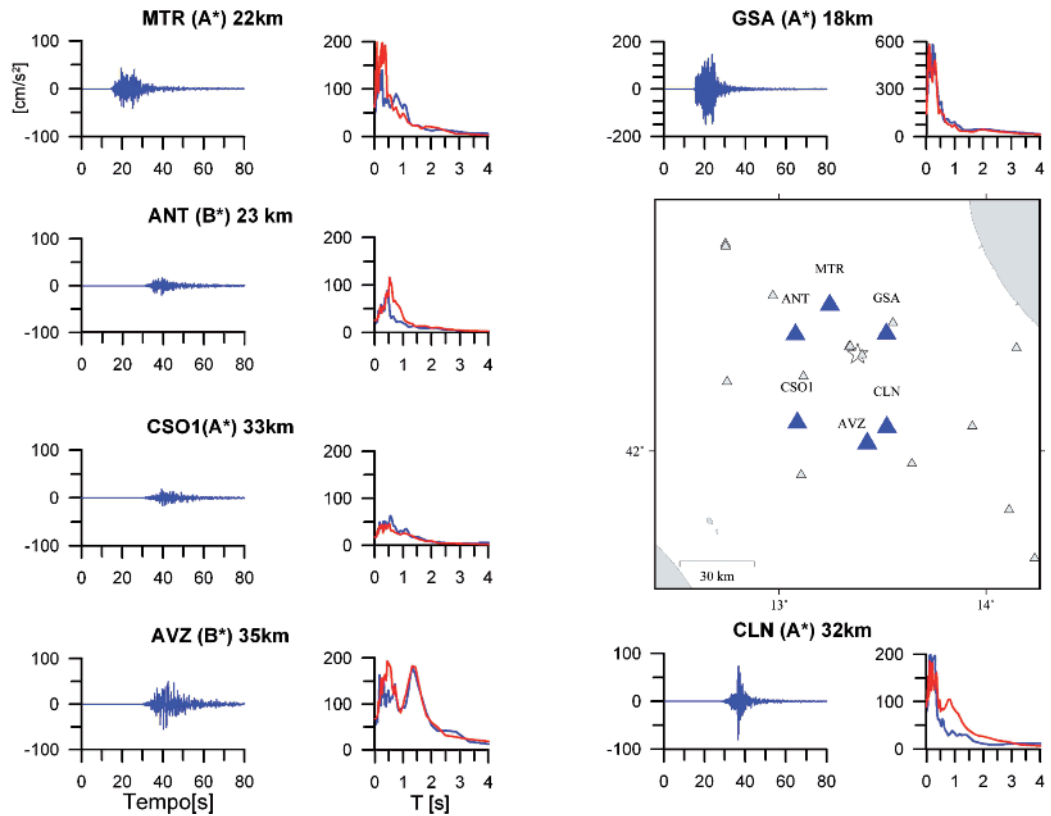 MTR (A*) 22km
GSA (A*) 18km
[cm/s²]
100
0
-100
0 20 40 60 80
200
100
0
0 1 2 3 4
200
0
-200
0 20 40 60 80
600
300
0
0 1 2 3 4
ANT (B*) 23 km
100
0
-100
0 20 40 60 80
200
100
0
0 1 2 3 4
MTR
ANT
GSA
CSO1
CLN
AVZ
42°
30 km
13°
14°
CSO1(A*) 33km
100
0
-100
0 20 40 60 80
200
100
0
0 1 2 3 4
AVZ (B*) 35km
100
0
-100
0 20 40 60 80
Tempo[s]
200
100
0
0 1 2 3 4
T [s]
CLN (A*) 32km
100
0
-100
0 20 40 60 80
200
100
0
0 1 2 3 4